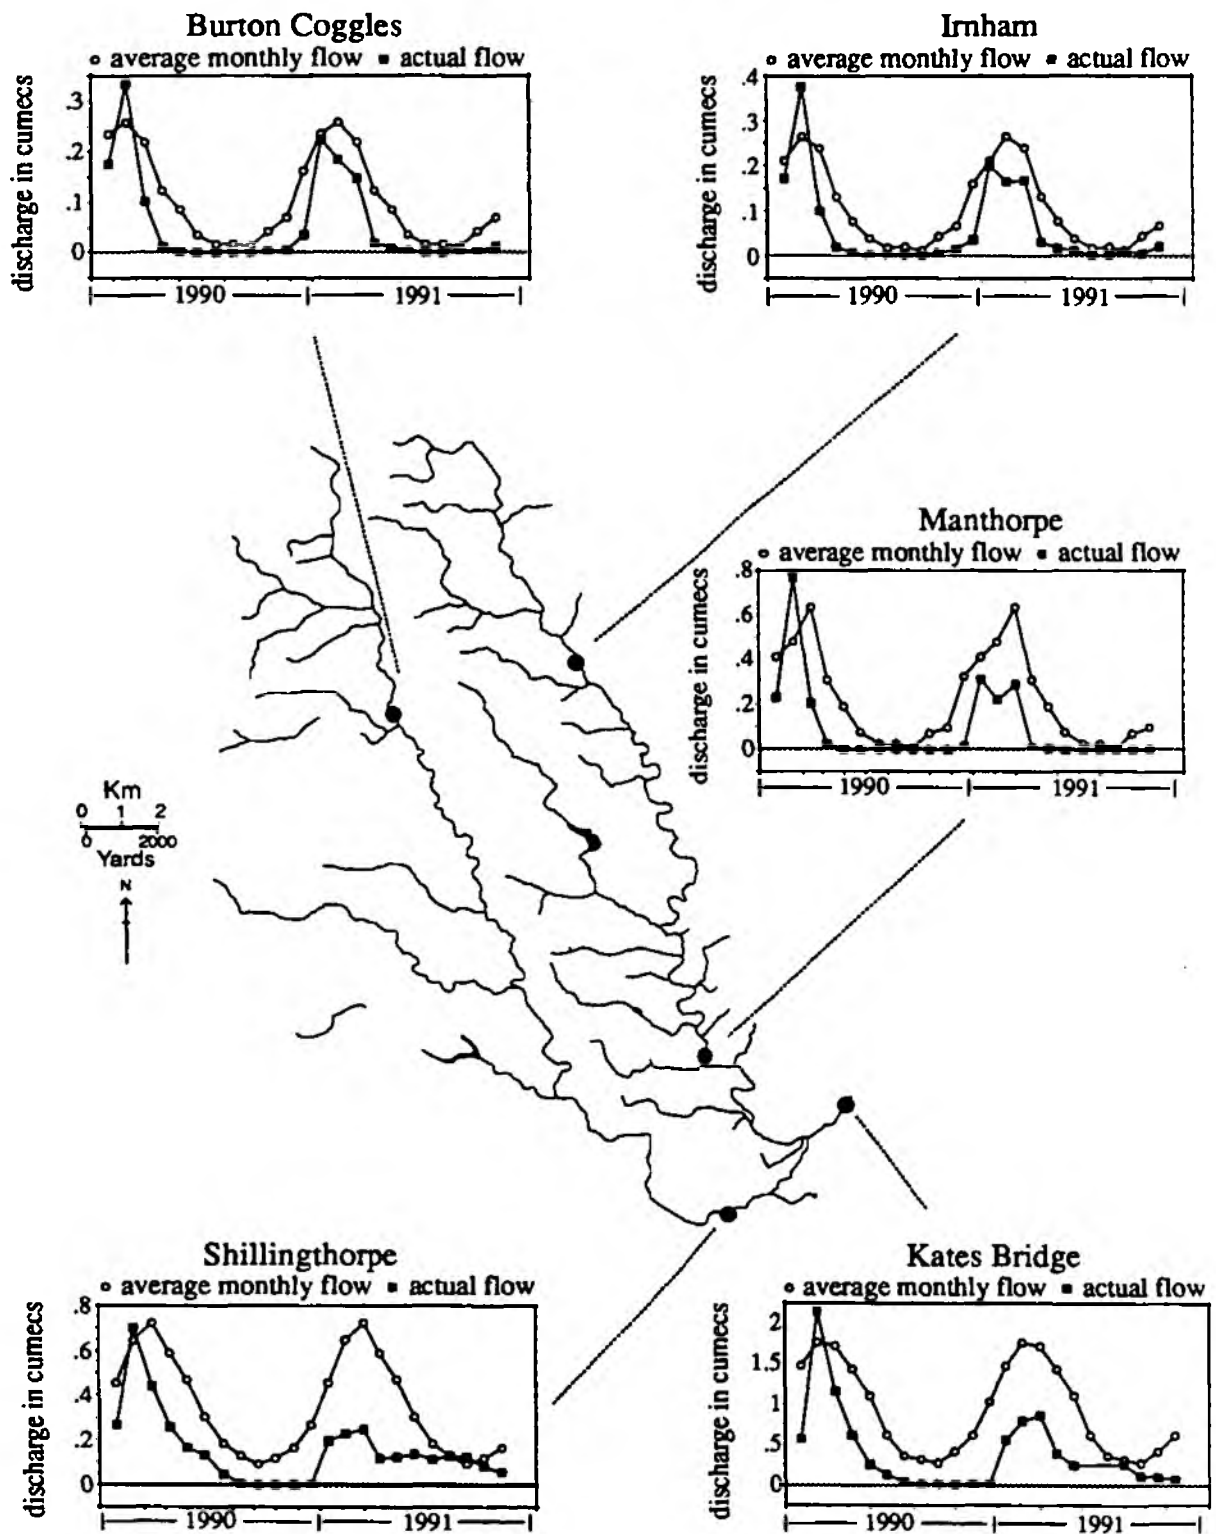 Burton Coggles
average monthly flow ■ actual flow
discharge in cumecs
.3
.2
.1
0
1990
1991
Irnham
average monthly flow ■ actual flow
discharge in cumecs
.4
.3
.2
.1
0
1990
1991
Manthorpe
average monthly flow ■ actual flow
discharge in cumecs
.8
.6
.4
.2
0
1990
1991
Km
0 1 2
0 2000
Yards
N
Shillingthorpe
average monthly flow ■ actual flow
discharge in cumecs
.8
.6
.4
.2
0
1990
1991
Kates Bridge
average monthly flow ■ actual flow
discharge in cumecs
2
1.5
1
.5
0
1990
1991